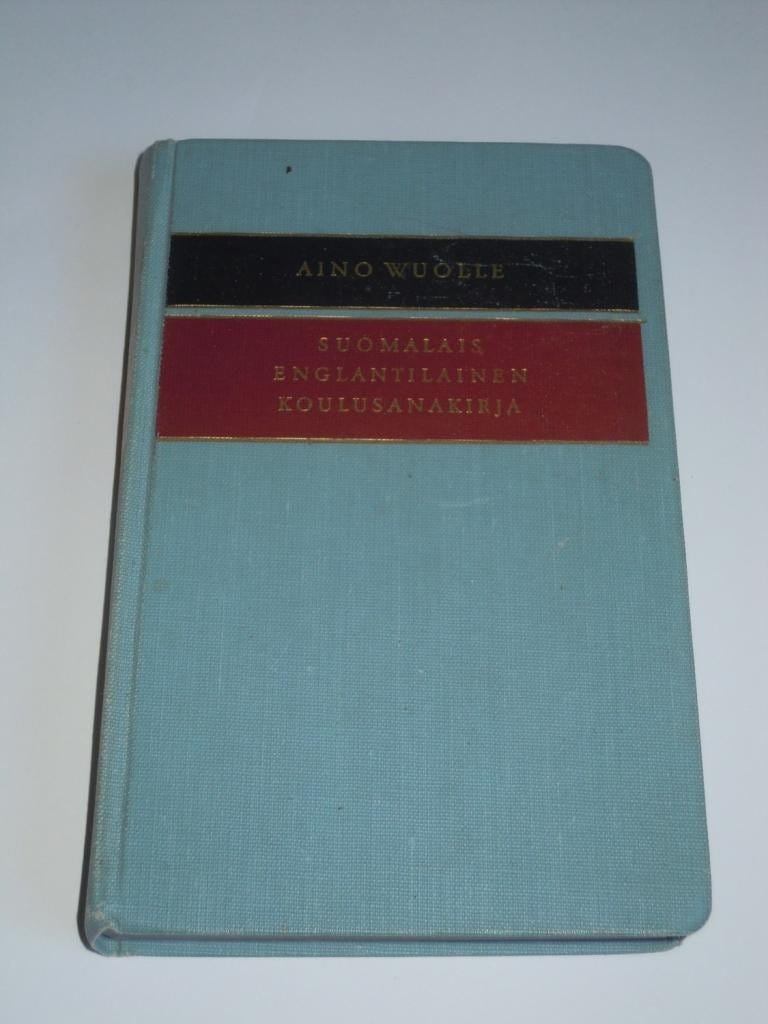 AINO WUOLLE
SUOMALAIS
ENGLANTILAINEN
KOULUSANAKIRJA